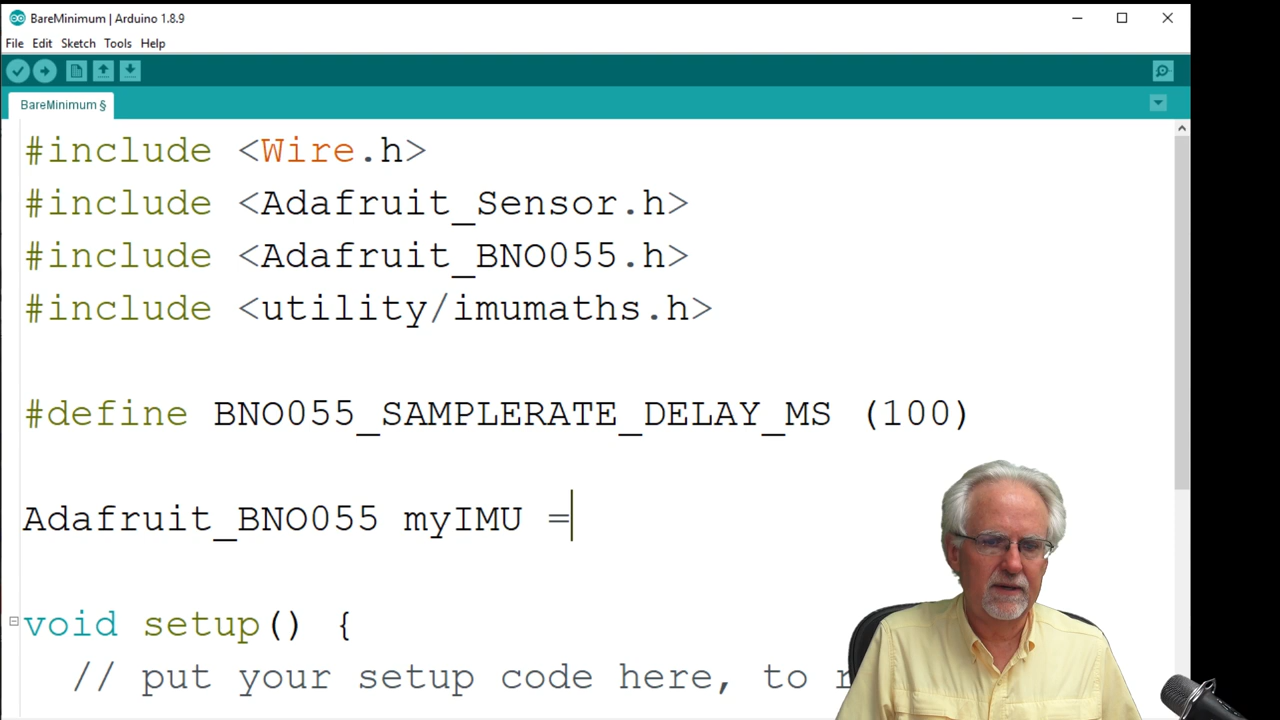 BareMinimum | Arduino 1.8.9
File Edit Sketch Tools Help
BareMinimum §
#include <Wire.h>
#include <Adafruit_Sensor.h>
#include <Adafruit_BNO055.h>
#include <utility/imumaths.h>
#define BNO055_SAMPLERATE_DELAY_MS (100)
Adafruit_BNO055 myIMU =
void setup() {
// put your setup code here, to